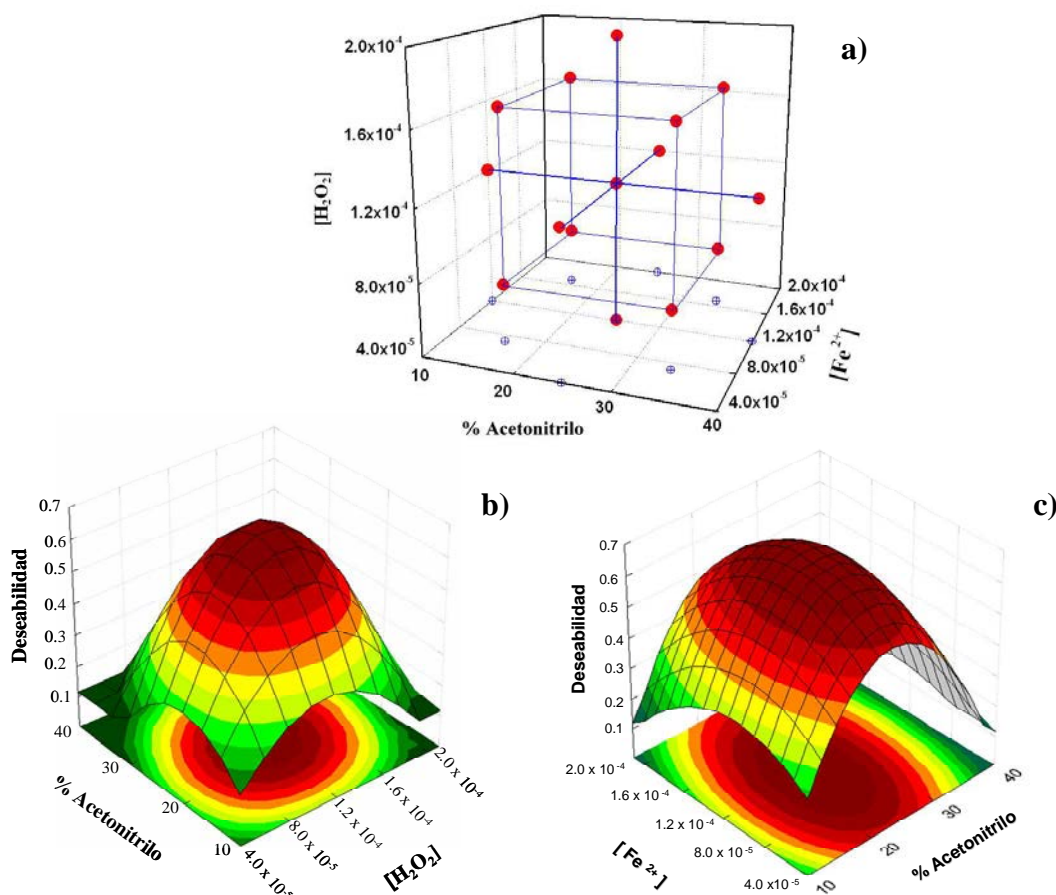 a)
2.0x10⁻⁴
1.6x10⁻⁴
1.2x10⁻⁴
8.0x10⁻⁵
4.0x10⁻⁵
[H₂O₂]
10
20
30
40
% Acetonitrilo
2.0x10⁻⁴
1.6x10⁻⁴
1.2x10⁻⁴
8.0x10⁻⁵
4.0x10⁻⁵
[Fe²⁺]
b)
0.7
0.6
0.5
0.4
0.3
0.2
0.1
Deseabilidad
40
30
20
10
% Acetonitrilo
4.0 x 10⁻⁵
8.0 x 10⁻⁵
1.2 x 10⁻⁴
1.6 x 10⁻⁴
2.0 x 10⁻⁴
[H₂O₂]
c)
0.7
0.6
0.5
0.4
0.3
0.2
0.1
Deseabilidad
2.0 x 10⁻⁴
1.6 x 10⁻⁴
1.2 x 10⁻⁴
8.0 x 10⁻⁵
4.0 x 10⁻⁵
[ Fe ²⁺]
10
20
30
40
% Acetonitrilo